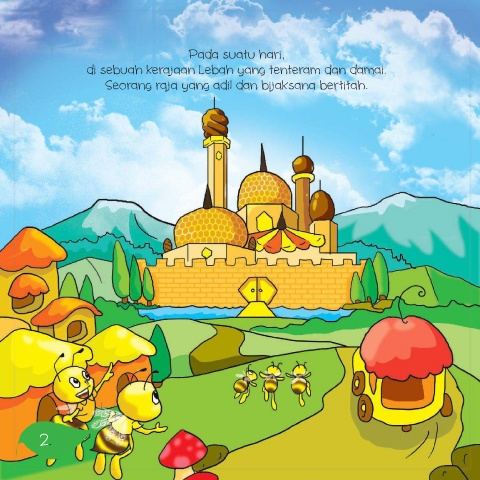 Pada suatu hari,
di sebuah kerajaan Lebah yang tenteram dan damai.
Seorang raja yang adil dan bijaksana bertitah.
2